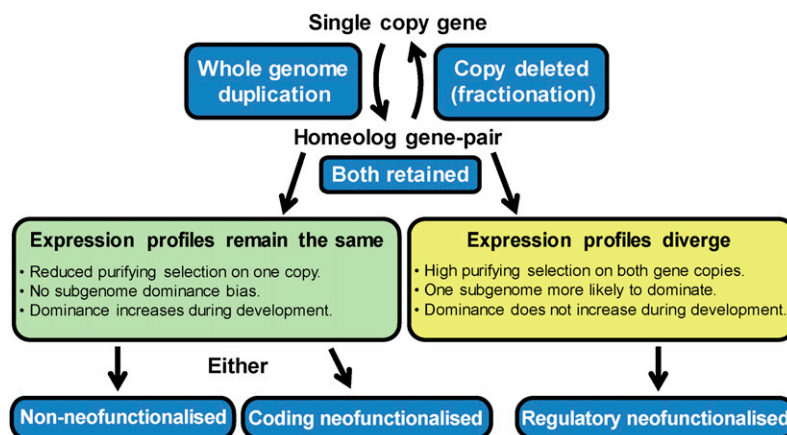 Single copy gene
Whole genome
duplication
Copy deleted
(fractionation)
Homeolog gene-pair
Both retained
Expression profiles remain the same
• Reduced purifying selection on one copy.
• No subgenome dominance bias.
• Dominance increases during development.
Expression profiles diverge
• High purifying selection on both gene copies.
• One subgenome more likely to dominate.
• Dominance does not increase during development.
Either
Non-neofunctionalised
Coding neofunctionalised
Regulatory neofunctionalised